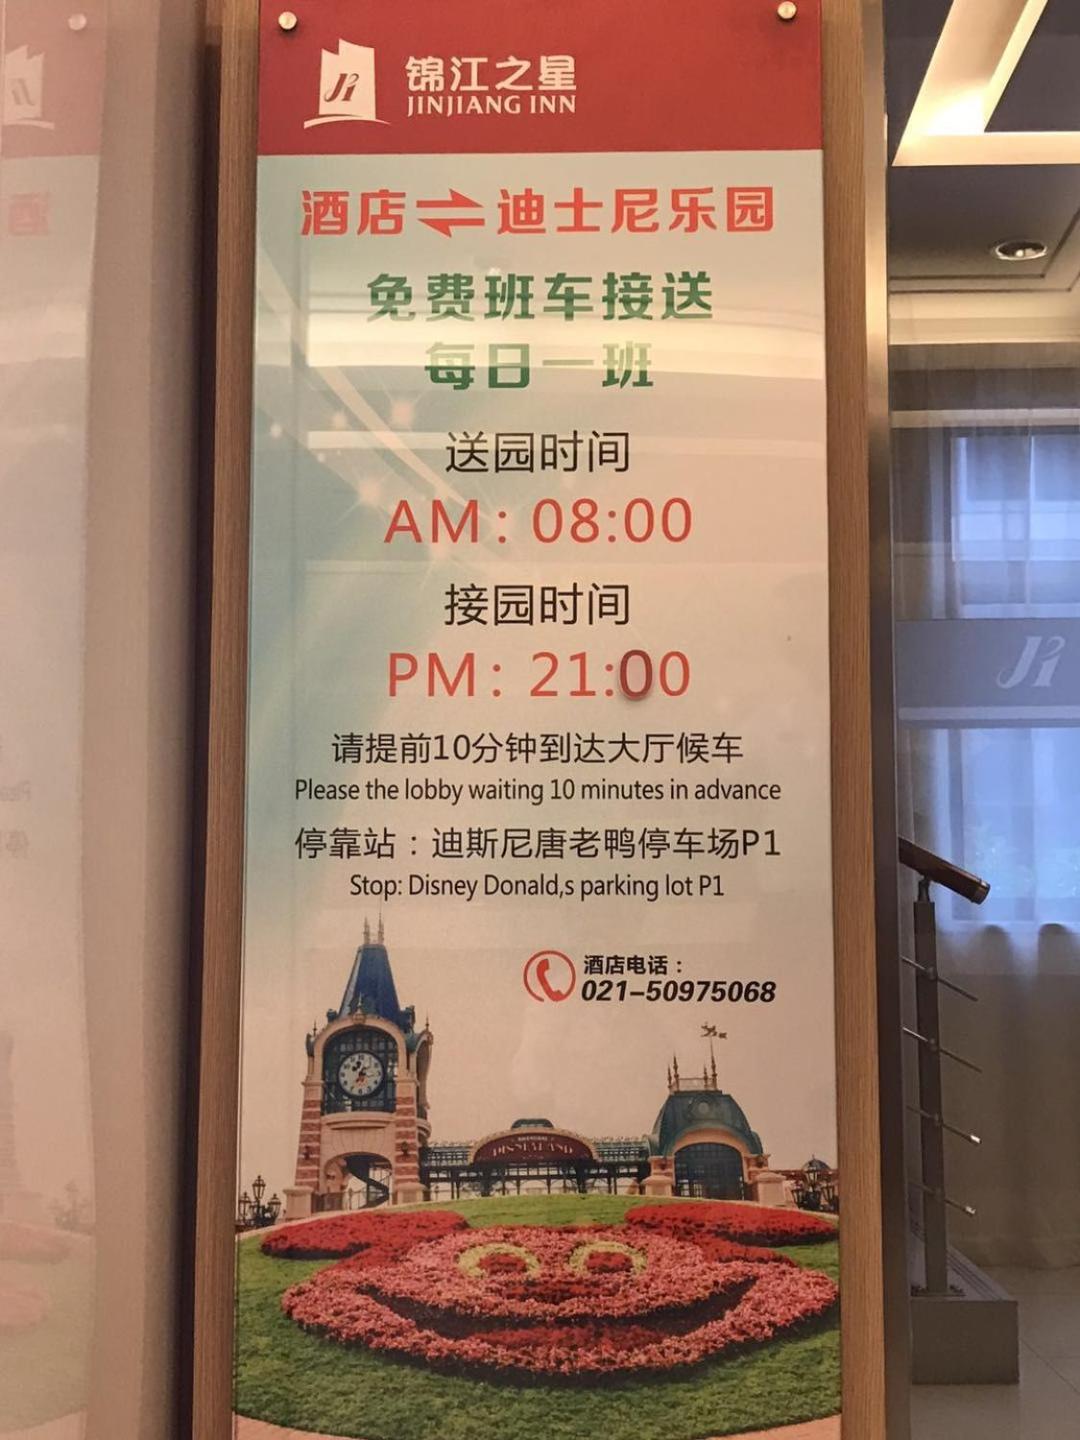 锦江之星
JINJIANG INN
酒店⇌迪士尼乐园
免费班车接送
每日一班
送园时间
AM: 08:00
接园时间
PM: 21:00
请提前10分钟到达大厅候车
Please the lobby waiting 10 minutes in advance
停靠站：迪斯尼唐老鸭停车场P1
Stop: Disney Donald,s parking lot P1
酒店电话：
021-50975068
DISNEYLAND